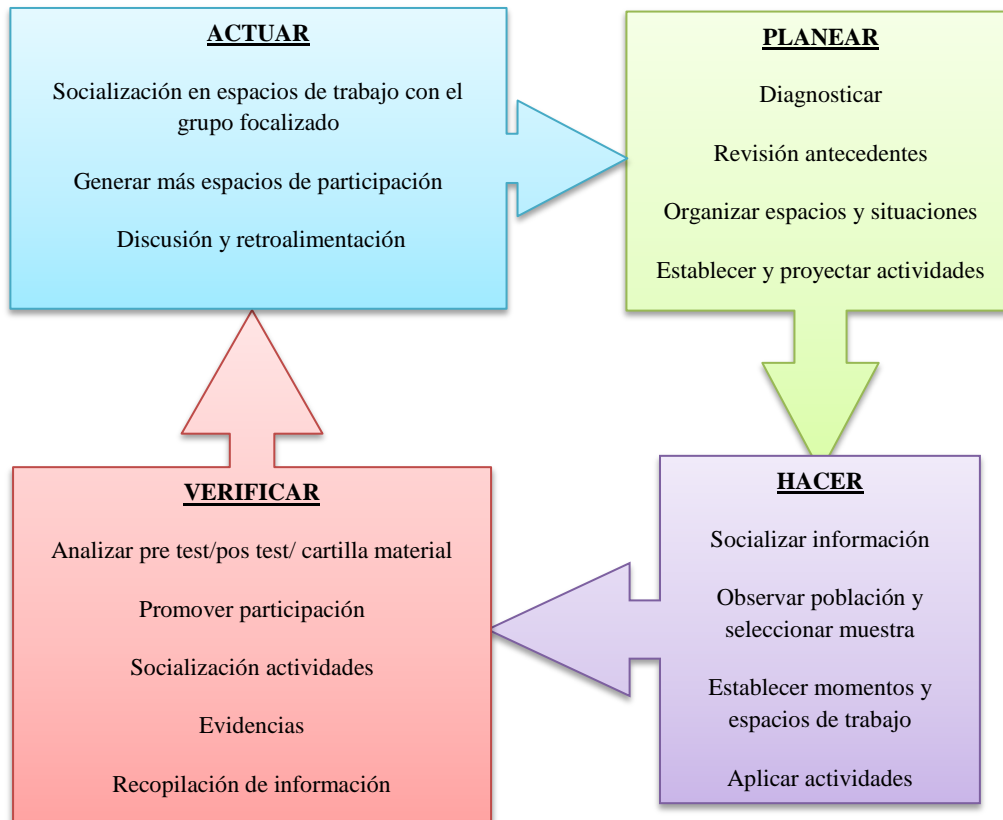 ACTUAR
Socialización en espacios de trabajo con el
grupo focalizado
Generar más espacios de participación
Discusión y retroalimentación
PLANEAR
Diagnosticar
Revisión antecedentes
Organizar espacios y situaciones
Establecer y proyectar actividades
HACER
Socializar información
Observar población y
seleccionar muestra
Establecer momentos y
espacios de trabajo
Aplicar actividades
VERIFICAR
Analizar pre test/pos test/ cartilla material
Promover participación
Socialización actividades
Evidencias
Recopilación de información